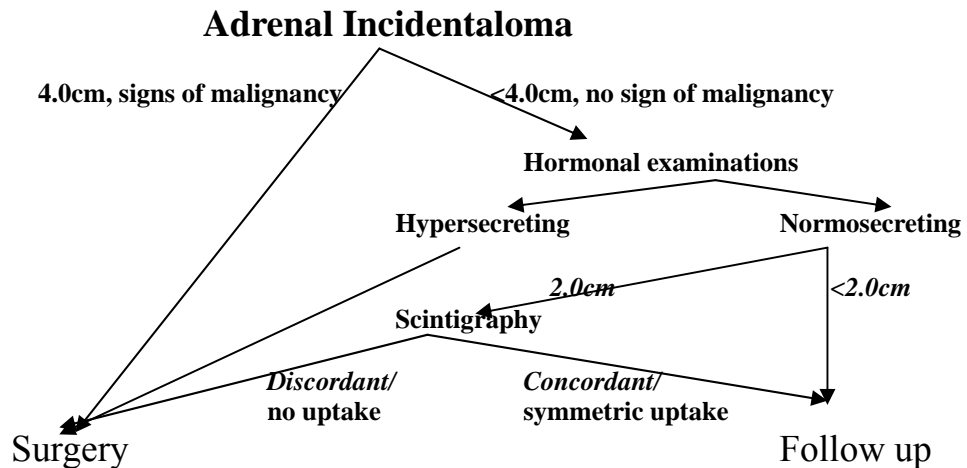 Adrenal Incidentaloma
4.0cm, signs of malignancy
<4.0cm, no sign of malignancy
Hormonal examinations
Hypersecreting
Normosecreting
2.0cm
<2.0cm
Scintigraphy
Discordant/
no uptake
Concordant/
symmetric uptake
Surgery
Follow up